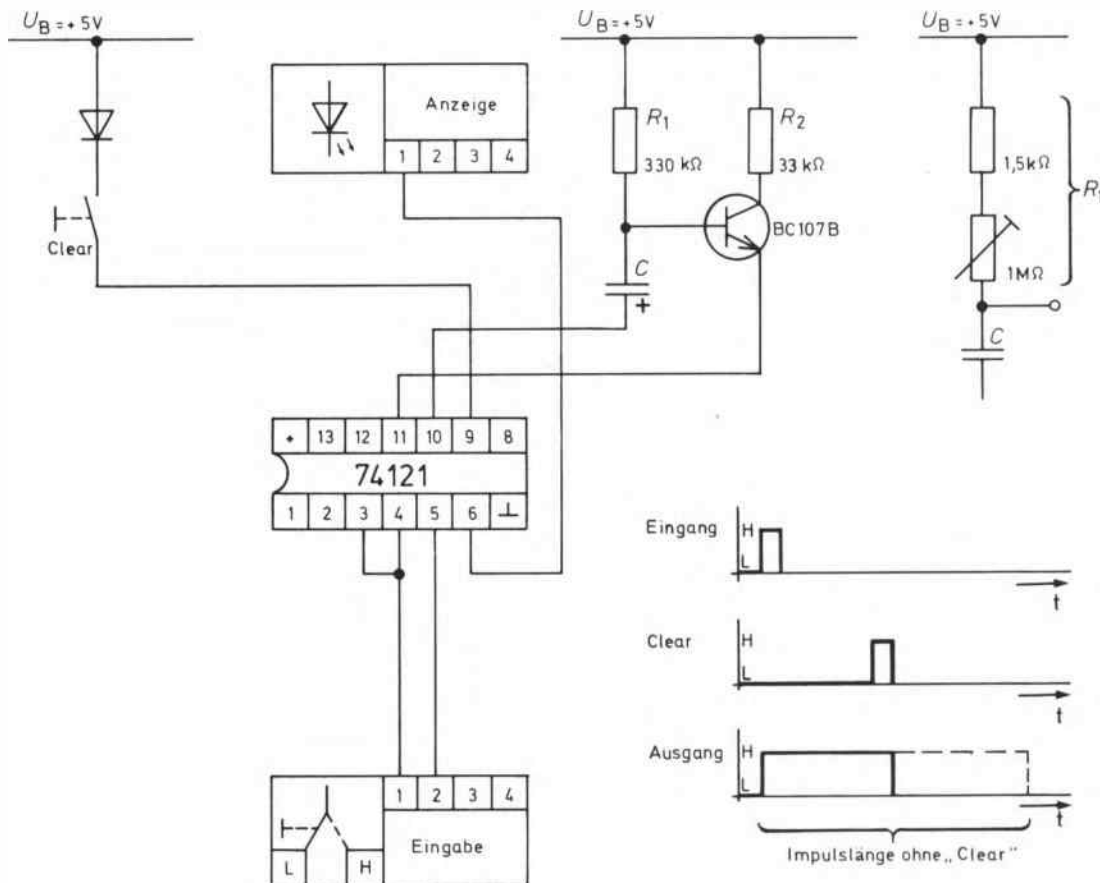 U_B = + 5V
Clear
Anzeige
1 2 3 4
U_B = +5V
R₁
330 kΩ
R₂
33 kΩ
BC107B
C
+
U_B = +5V
1,5kΩ
1MΩ
C
+ 13 12 11 10 9 8
74121
1 2 3 4 5 6 ⊥
1 2 3 4
Eingabe
L H
Eingang
H
L
t
Clear
H
L
t
Ausgang
H
L
t
Impulslänge ohne „Clear"